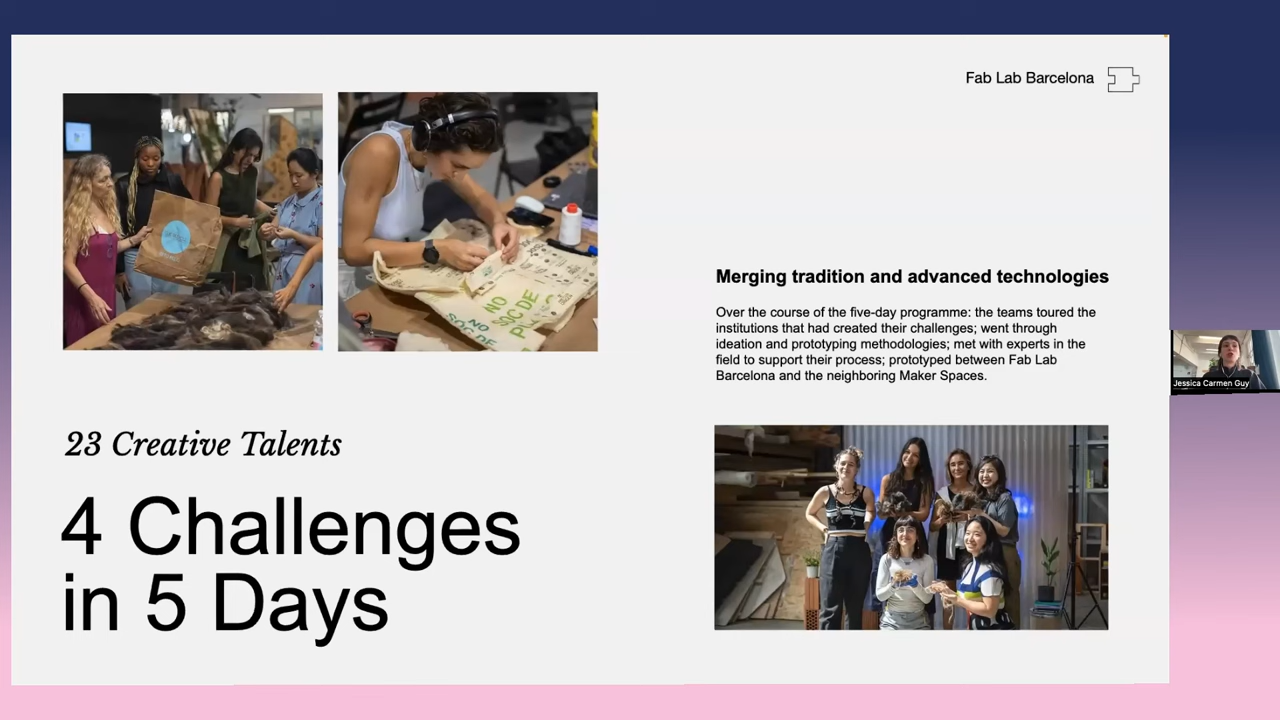 Fab Lab Barcelona
Merging tradition and advanced technologies
Over the course of the five-day programme: the teams toured the
institutions that had created their challenges; went through
ideation and prototyping methodologies; met with experts in the
field to support their process; prototyped between Fab Lab
Barcelona and the neighboring Maker Spaces.
23 Creative Talents
4 Challenges
in 5 Days
NO
SOC DE
Jessica Carmen Guy